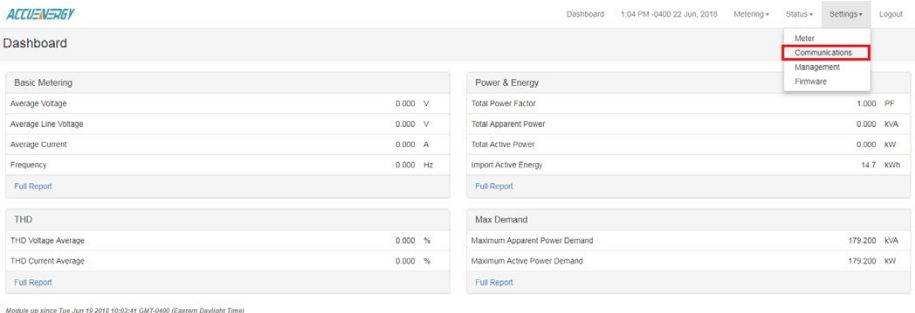 ACCUENERGY
Dashboard 1:04 PM -0400 22 Jun, 2018 Metering Status Settings Logout
Meter
Communications
Management
Firmware
Dashboard
Basic Metering
Average Voltage 0.000 V
Average Line Voltage 0.000 V
Average Current 0.000 A
Frequency 0.000 Hz
Full Report
Power & Energy
Total Power Factor 1.000 PF
Total Apparent Power 0.000 kVA
Total Active Power 0.000 kW
Import Active Energy 14.7 kWh
Full Report
THD
THD Voltage Average 0.000 %
THD Current Average 0.000 %
Full Report
Max Demand
Maximum Apparent Power Demand 179.200 kVA
Maximum Active Power Demand 179.200 kW
Full Report
Module up since Tue Jun 19 2018 10:03:41 GMT-0400 (Eastern Daylight Time)